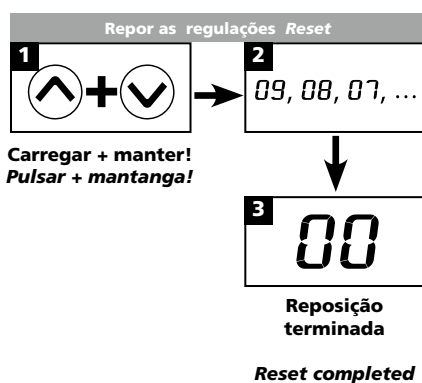 Repor as regulações Reset
1
+
Carregar + manter!
Pulsar + mantanga!
2
09, 08, 07, ...
3
00
Reposição
terminada
Reset completed